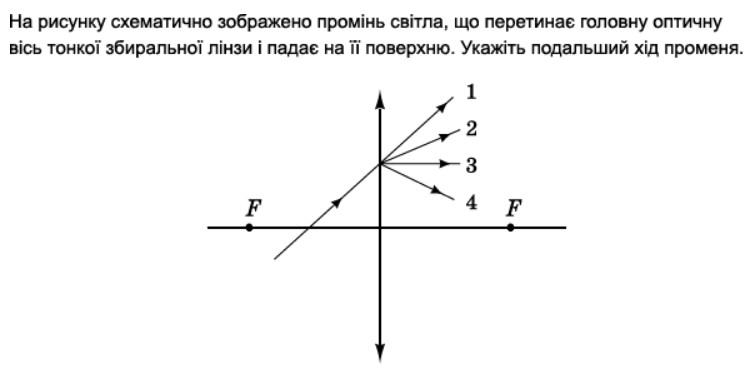 На рисунку схематично зображено промінь світла, що перетинає головну оптичну
вісь тонкої збиральної лінзи і падає на її поверхню. Укажіть подальший хід променя.
1
2
3
4
F
F